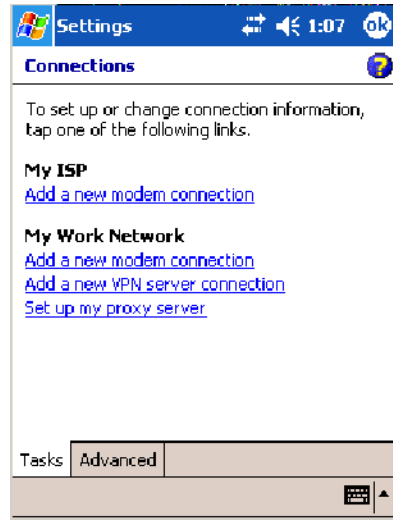 Settings 1:07 ok
Connections ?
To set up or change connection information,
tap one of the following links.
My ISP
Add a new modem connection
My Work Network
Add a new modem connection
Add a new VPN server connection
Set up my proxy server
Tasks Advanced